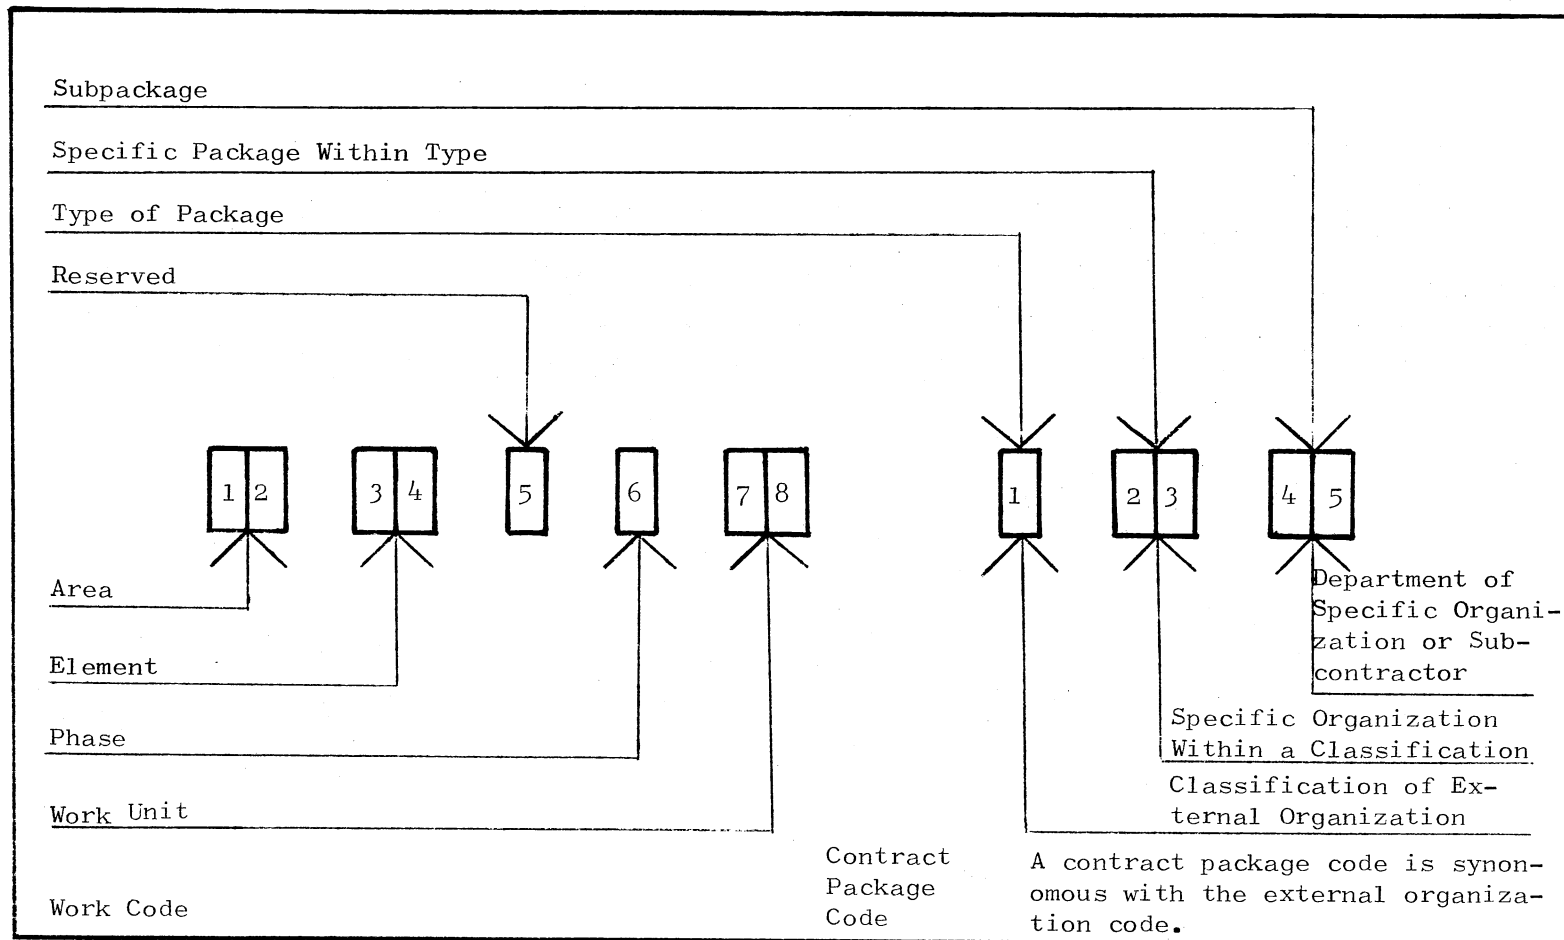 Subpackage
Specific Package Within Type
Type of Package
Reserved
1 2 3 4 5 6 7 8 1 2 3 4 5
Area
Element
Phase
Work Unit
Department of
Specific Organi-
zation or Sub-
contractor
Specific Organization
Within a Classification
Classification of Ex-
ternal Organization
Work Code
Contract
Package
Code
A contract package code is synon-
omous with the external organiza-
tion code.